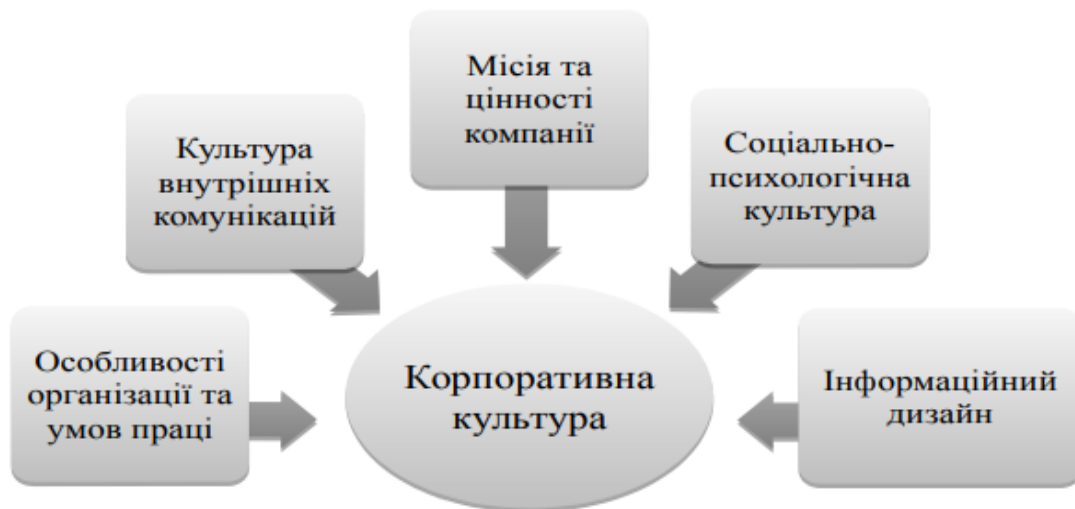 Місія та
цінності
компанії
Культура
внутрішніх
комунікацій
Соціально-
психологічна
культура
Особливості
організації та
умов праці
Корпоративна
культура
Інформаційний
дизайн